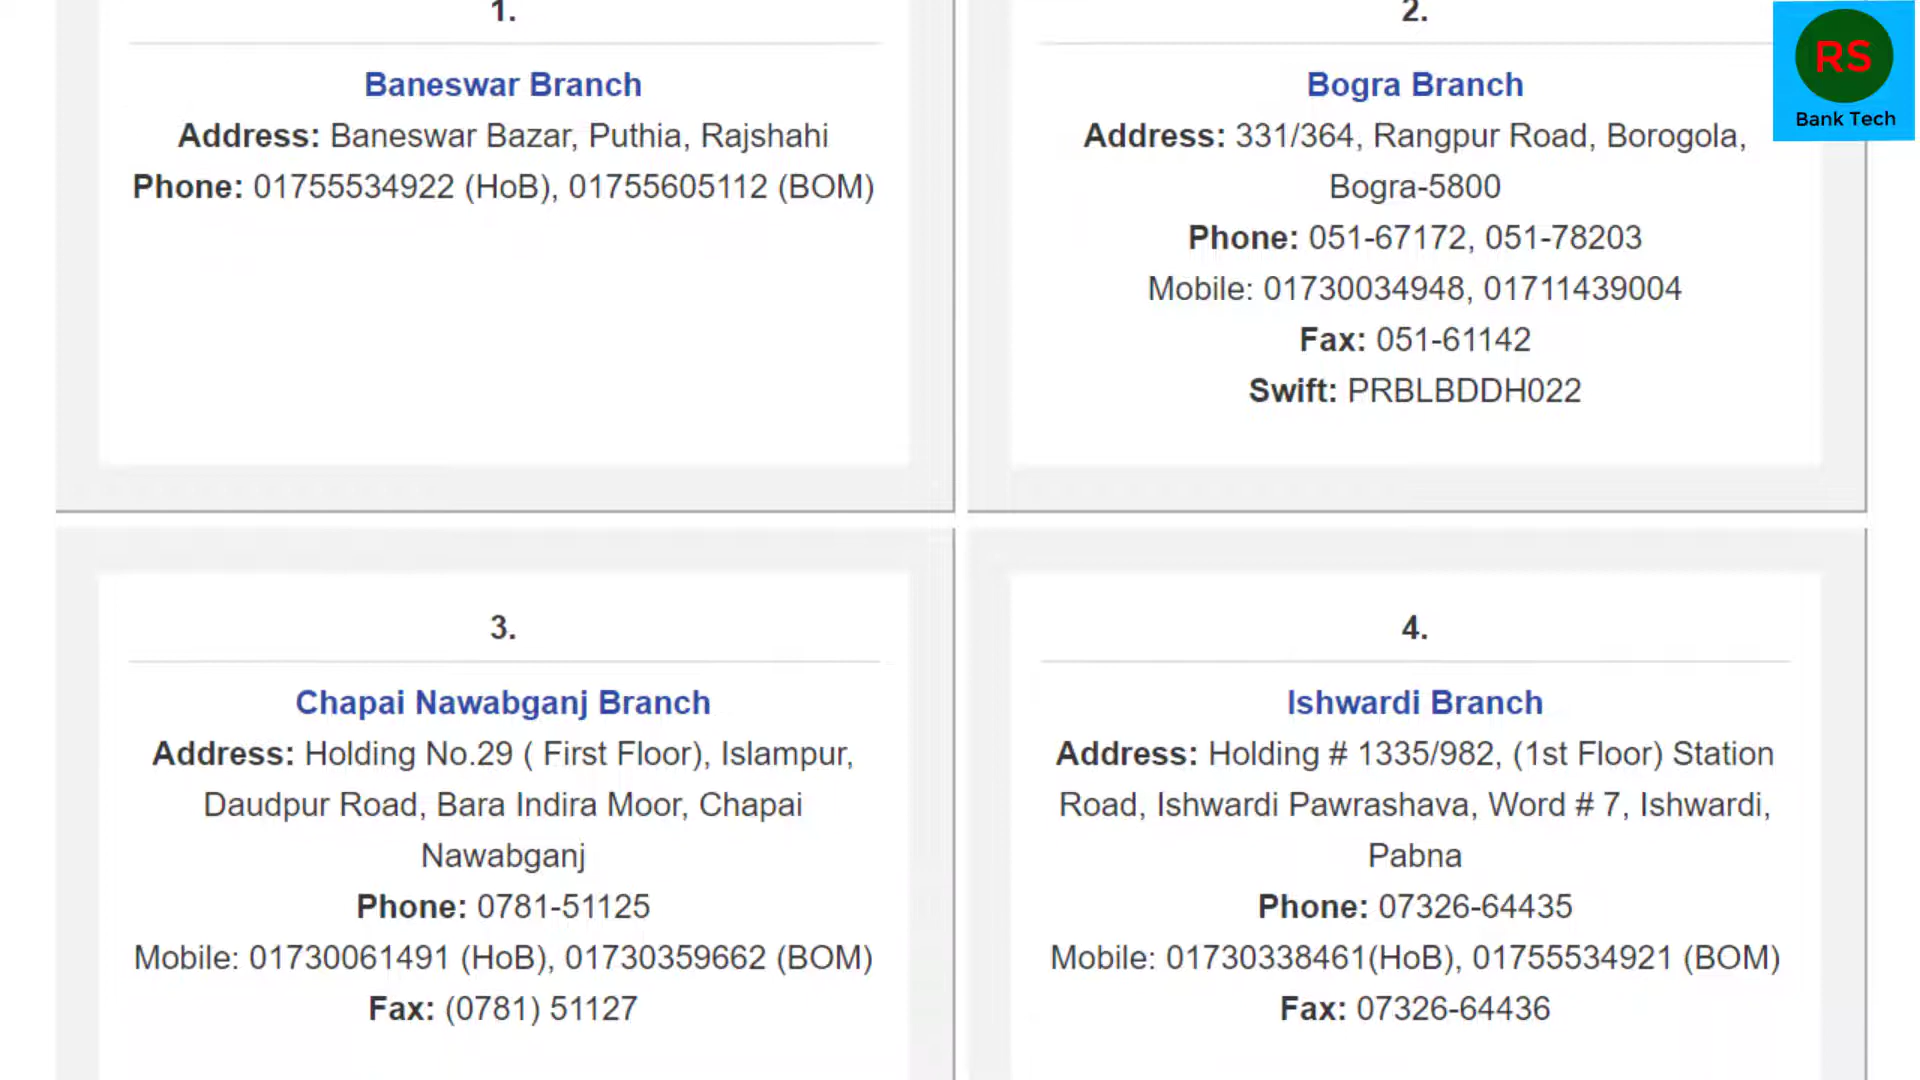 1.
Baneswar Branch
Address: Baneswar Bazar, Puthia, Rajshahi
Phone: 01755534922 (HoB), 01755605112 (BOM)
2.
Bogra Branch
Address: 331/364, Rangpur Road, Borogola,
Bogra-5800
Phone: 051-67172, 051-78203
Mobile: 01730034948, 01711439004
Fax: 051-61142
Swift: PRBLBDDH022
RS
Bank Tech
3.
Chapai Nawabganj Branch
Address: Holding No.29 ( First Floor), Islampur,
Daudpur Road, Bara Indira Moor, Chapai
Nawabganj
Phone: 0781-51125
Mobile: 01730061491 (HoB), 01730359662 (BOM)
Fax: (0781) 51127
4.
Ishwardi Branch
Address: Holding # 1335/982, (1st Floor) Station
Road, Ishwardi Pawrashava, Word # 7, Ishwardi,
Pabna
Phone: 07326-64435
Mobile: 01730338461(HoB), 01755534921 (BOM)
Fax: 07326-64436